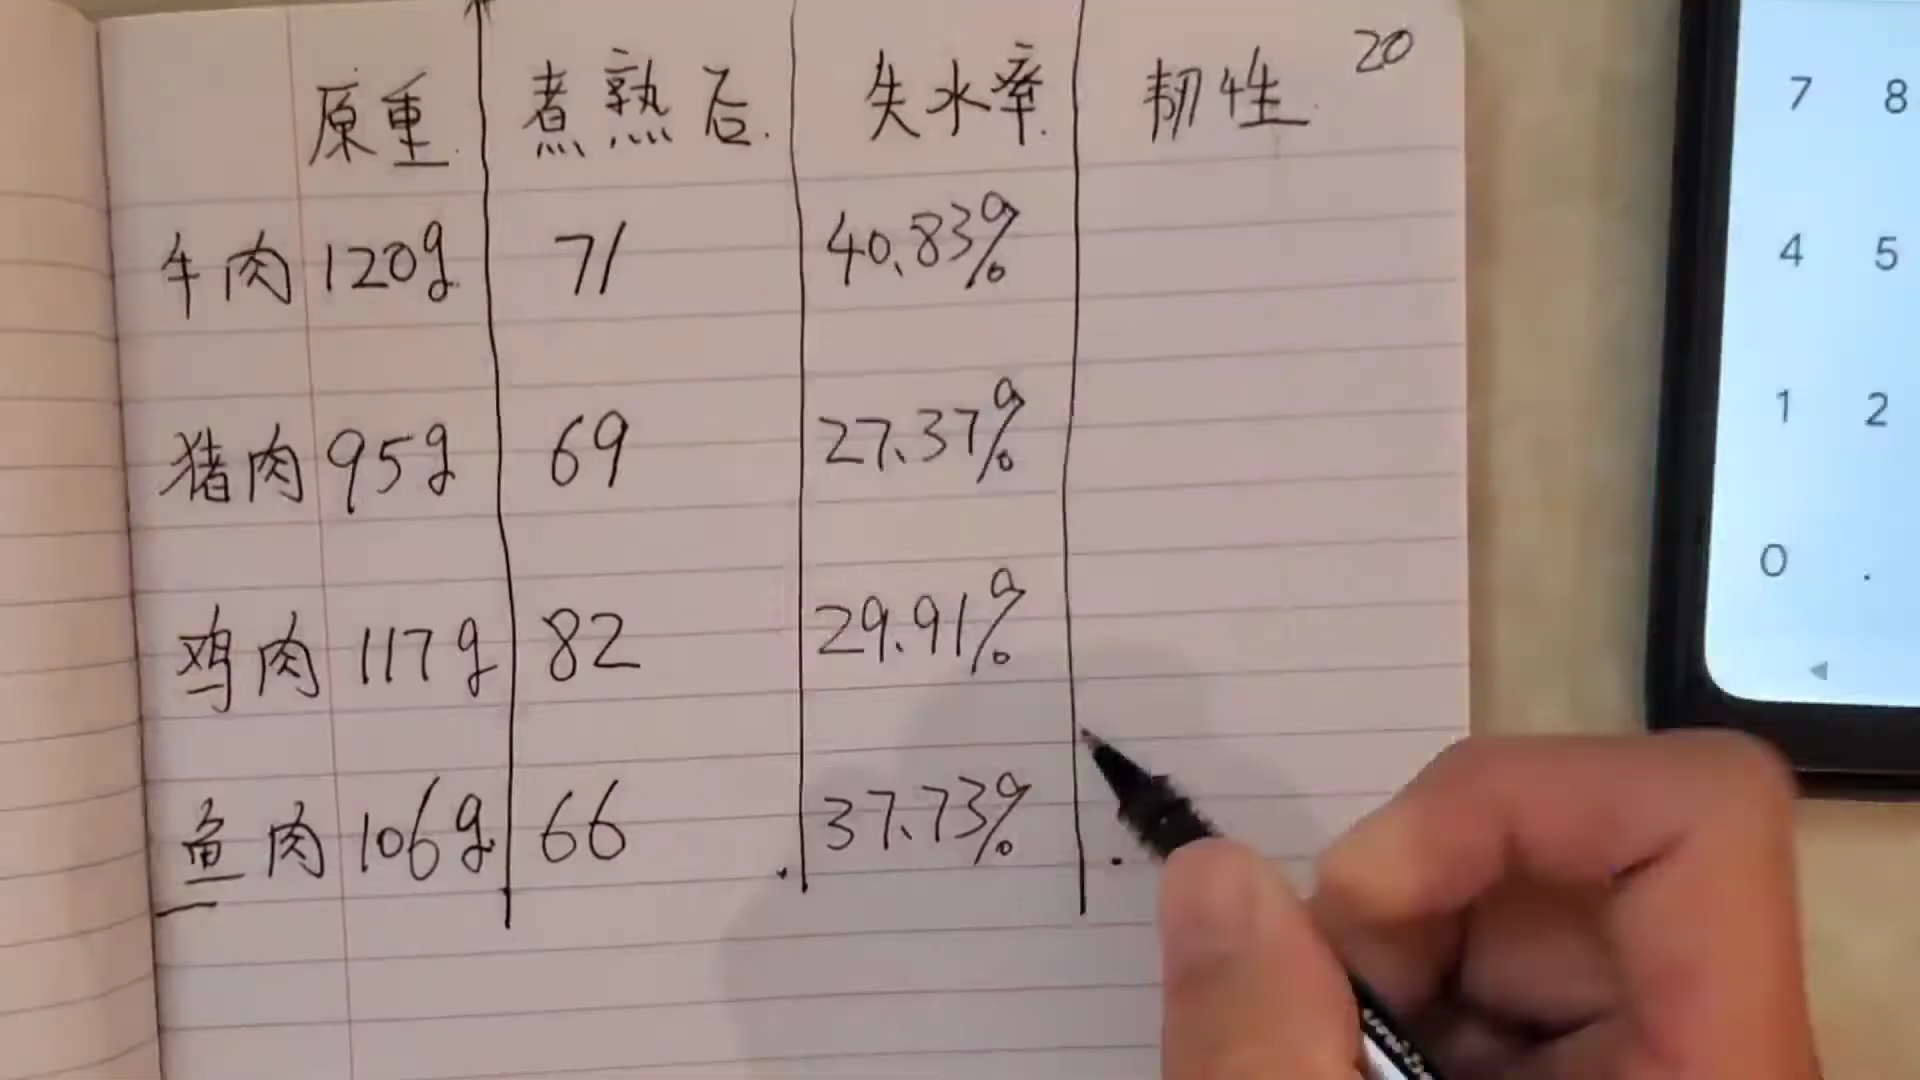 原重 煮熟后 失水率 韧性 20
牛肉 120g 71 40.83%
猪肉 95g 69 27.37%
鸡肉 117g 82 29.91%
鱼肉 106g 66 37.73%
7 8
4 5
1 2
0 .